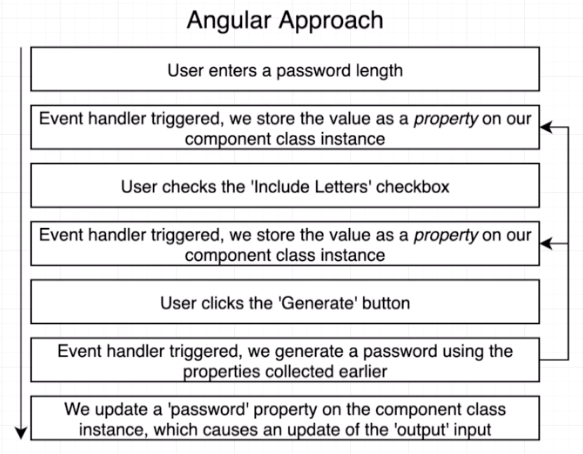 Angular Approach
User enters a password length
Event handler triggered, we store the value as a property on our
component class instance
User checks the 'Include Letters' checkbox
Event handler triggered, we store the value as a property on our
component class instance
User clicks the 'Generate' button
Event handler triggered, we generate a password using the
properties collected earlier
We update a 'password' property on the component class
instance, which causes an update of the 'output' input